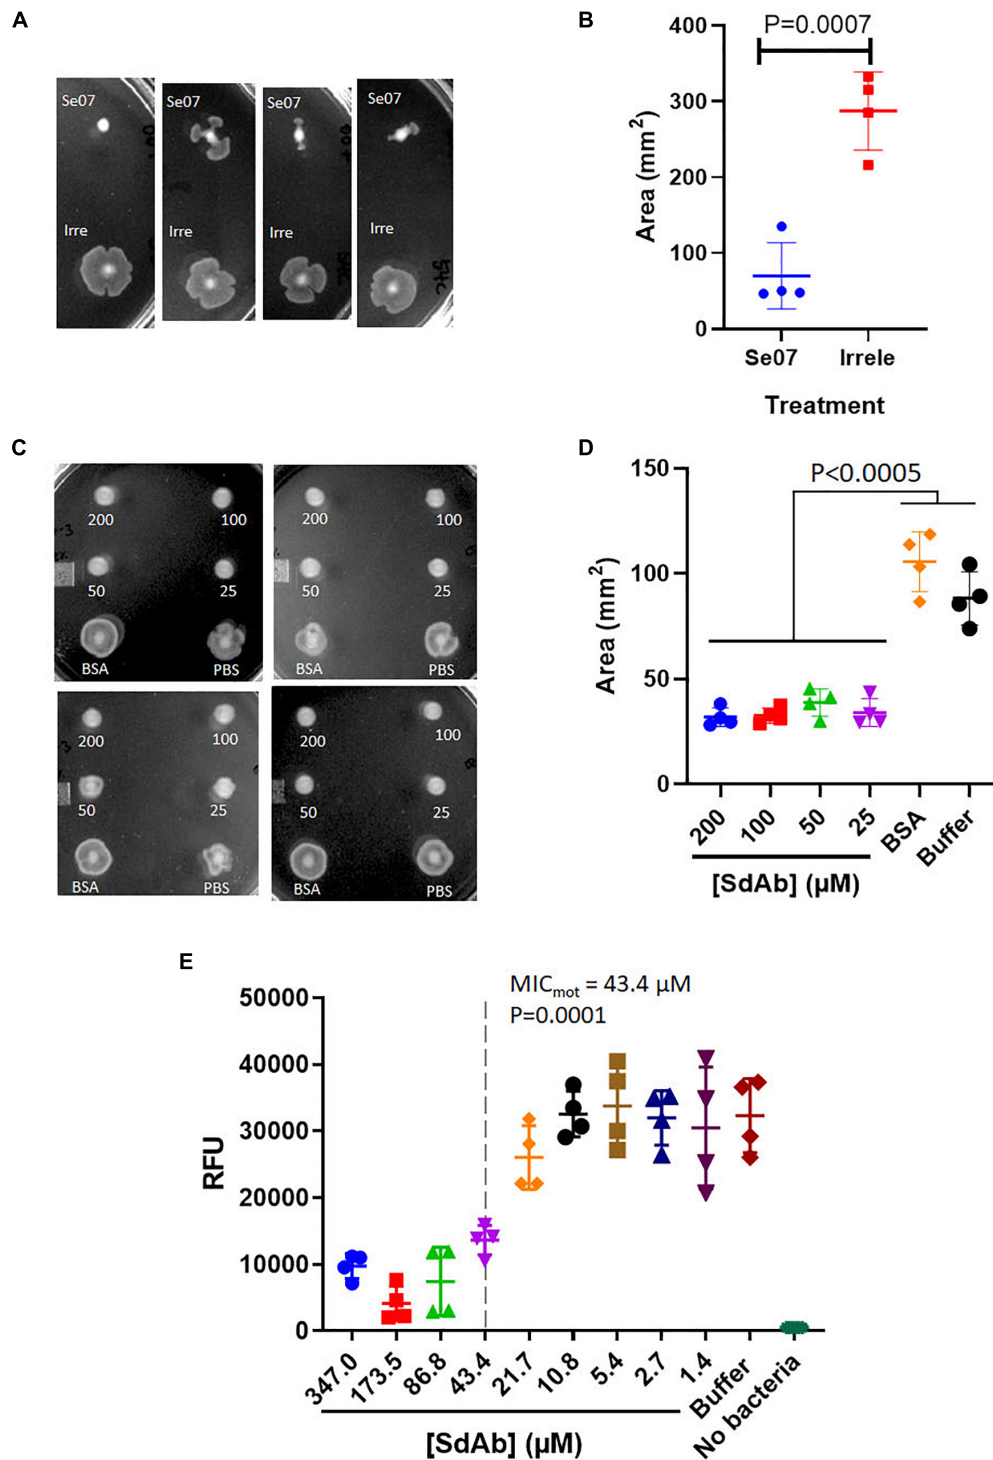 A
Se07
Se07
Se07
Se07
Irre
Irre
Irre
Irre
B
P=0.0007
400
300
200
100
0
Area (mm²)
Se07
Irrele
Treatment
C
200
100
50
25
BSA
PBS
200
100
50
25
BSA
PBS
200
100
50
25
BSA
PBS
200
100
50
25
BSA
PBS
D
P<0.0005
150
100
50
0
Area (mm²)
200
100
50
25
BSA
Buffer
[SdAb] (μM)
E
MICmot = 43.4 μM
P=0.0001
50000
40000
30000
20000
10000
0
RFU
347.0
173.5
86.8
43.4
21.7
10.8
5.4
2.7
1.4
Buffer
No bacteria
[SdAb] (μM)